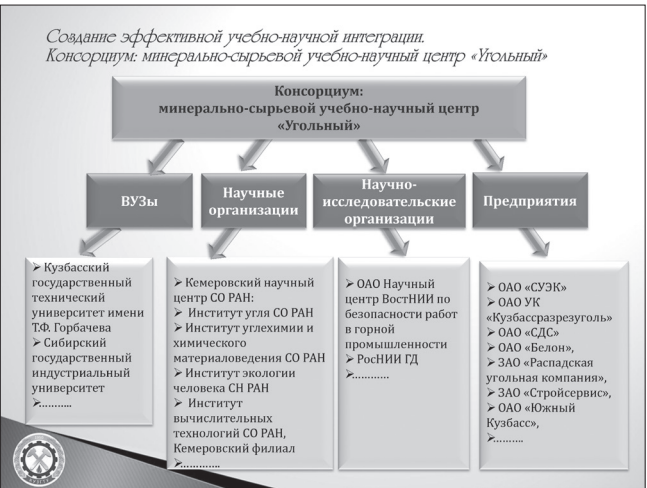 Создание эффективной учебно-научной интеграции.
Консорциум: минерально-сырьевой учебно-научный центр «Угольный»
Консорциум:
минерально-сырьевой учебно-научный центр
«Угольный»
ВУЗы
Научные
организации
Научно-
исследовательские
организации
Предприятия
➢ Кузбасский
государственный
технический
университет имени
Т.Ф. Горбачева
➢ Сибирский
государственный
индустриальный
университет
➢...........
➢ Кемеровский научный
центр СО РАН:
➢ Институт угля СО РАН
➢ Институт углехимии и
химического
материаловедения СО РАН
➢ Институт экологии
человека СН РАН
➢ Институт
вычислительных
технологий СО РАН,
Кемеровский филиал
➢.............
➢ ОАО Научный
центр ВостНИИ по
безопасности работ
в горной
промышленности
➢ РосНИИ ГД
➢............
➢ ОАО «СУЭК»
➢ ОАО УК
«Кузбассразрезуголь»
➢ ОАО «СДС»
➢ ОАО «Белон»,
➢ ЗАО «Распадская
угольная компания»,
➢ ЗАО «Стройсервис»,
➢ ОАО «Южный
Кузбасс»,
➢..........